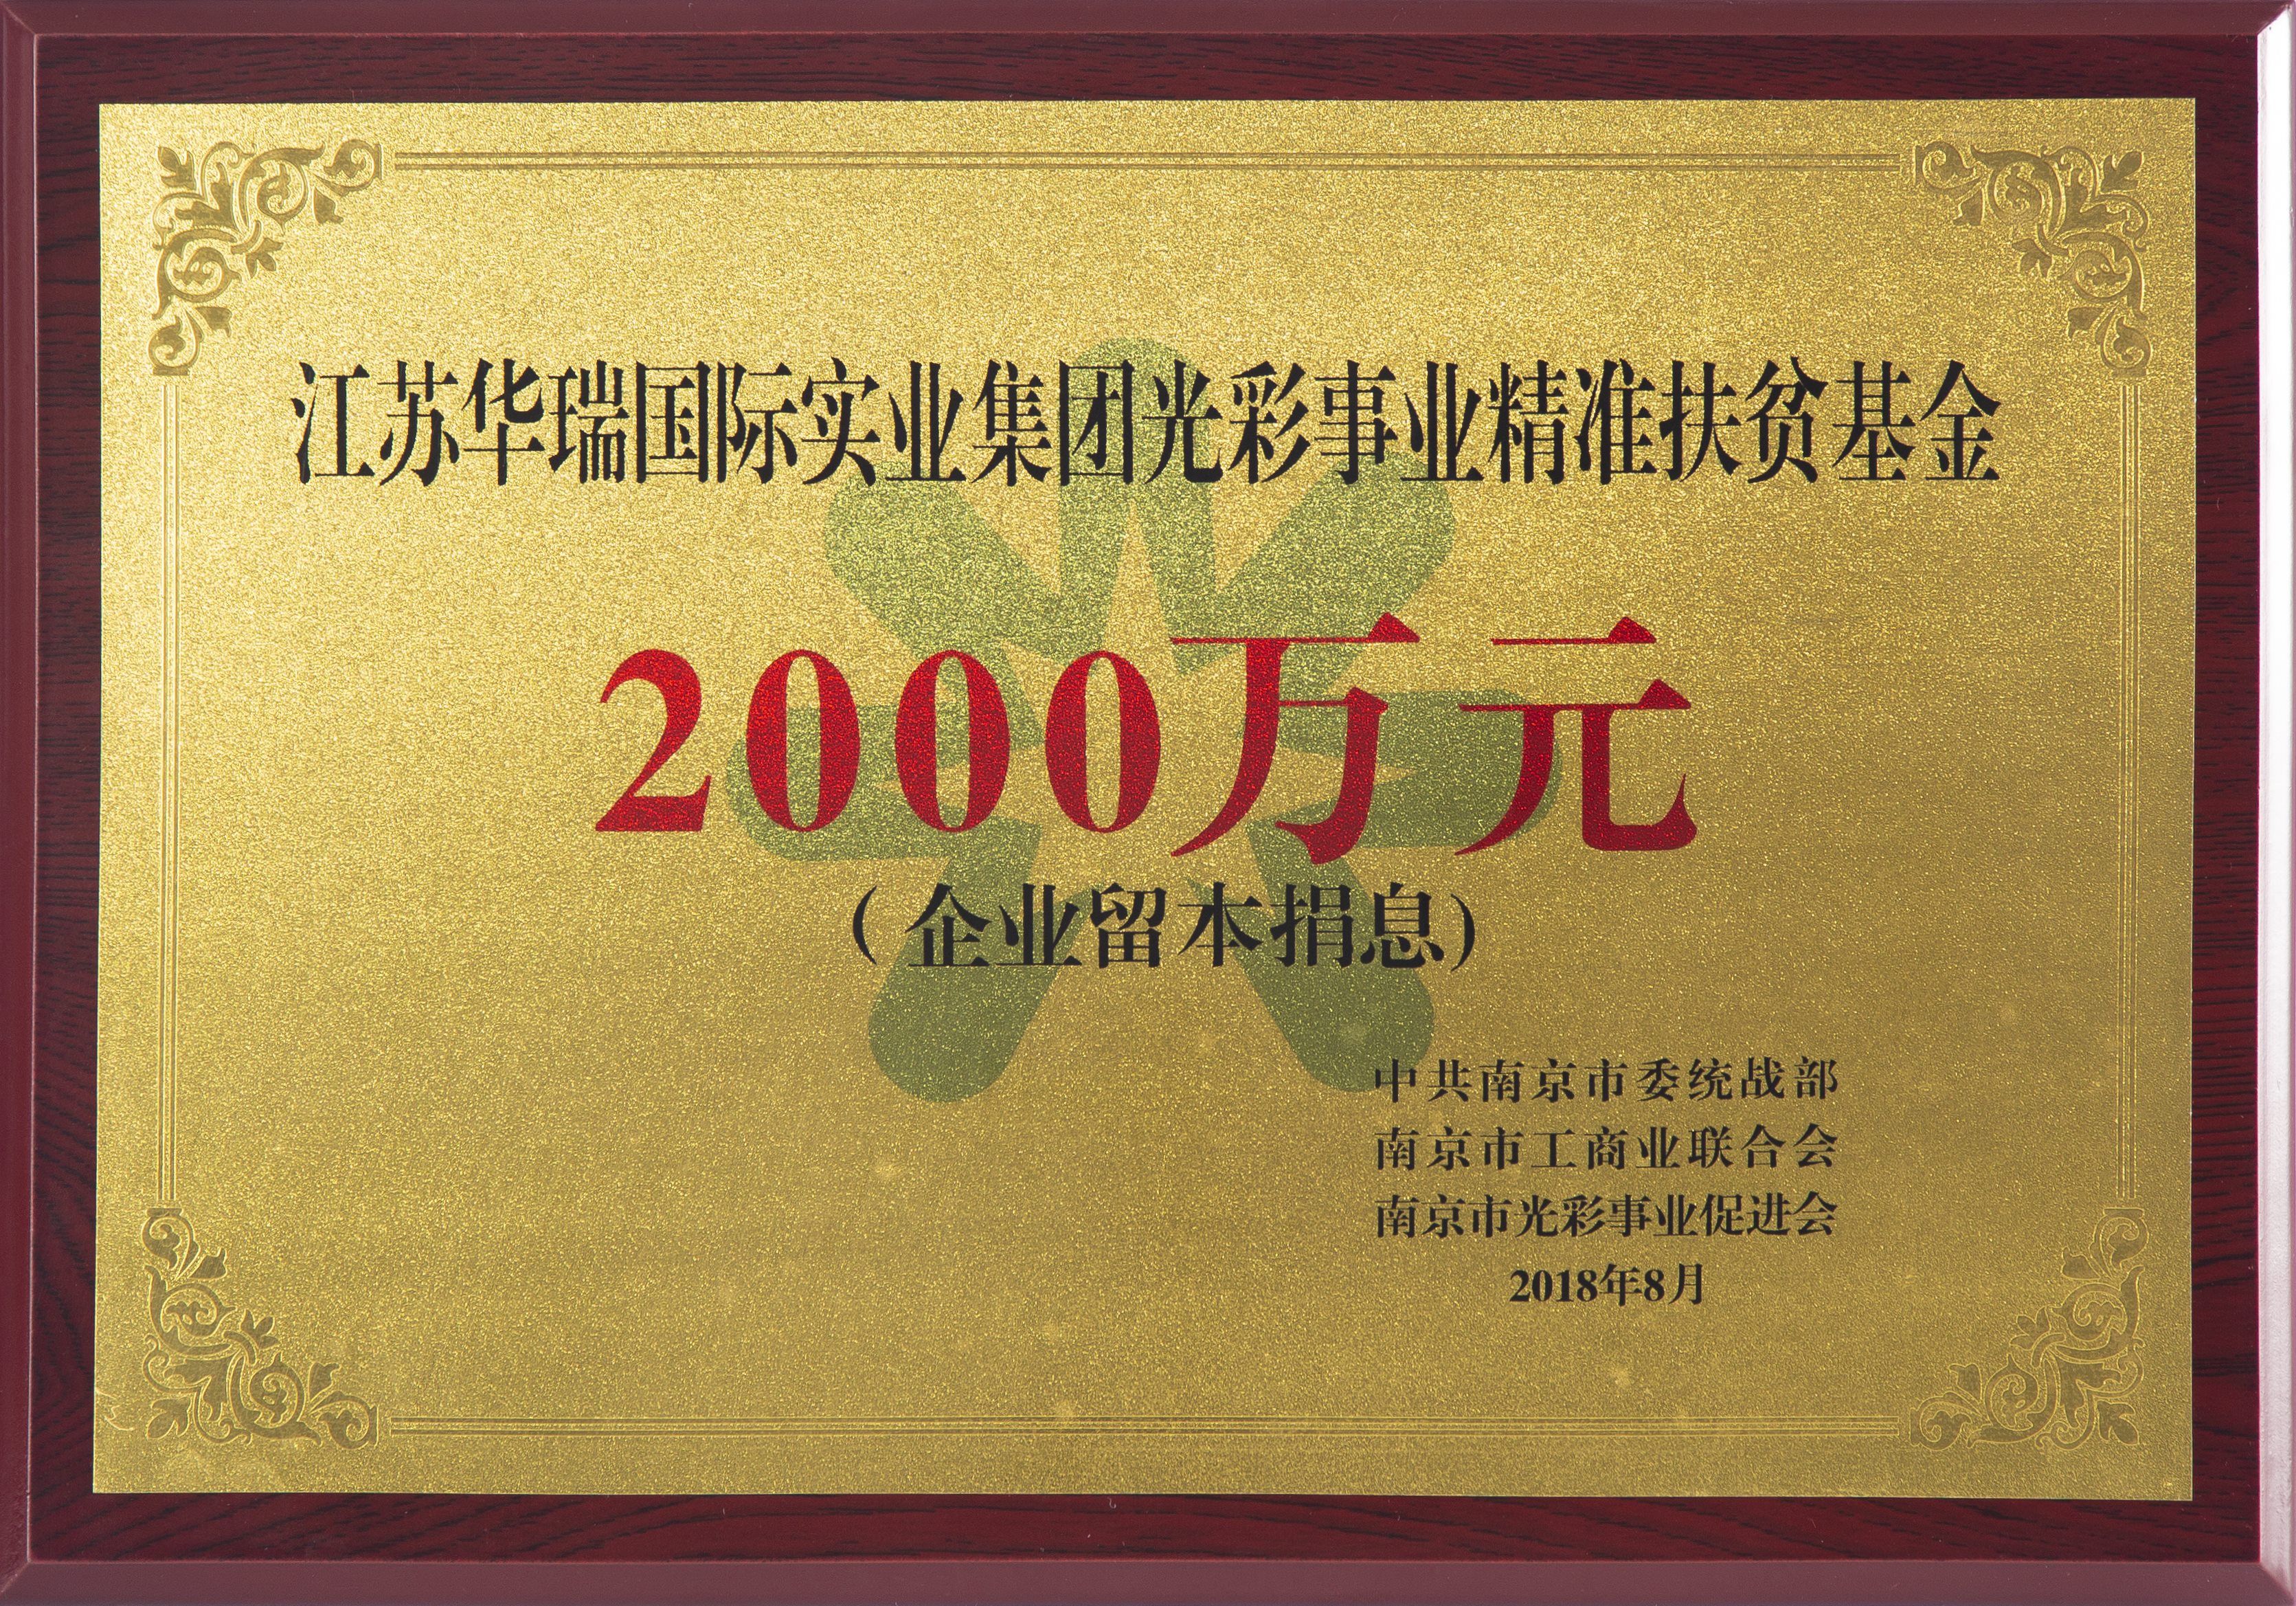 江苏华瑞国际实业集团光彩事业精准扶贫基金
2000万元
（企业留本捐息）
中共南京市委统战部
南京市工商业联合会
南京市光彩事业促进会
2018年8月